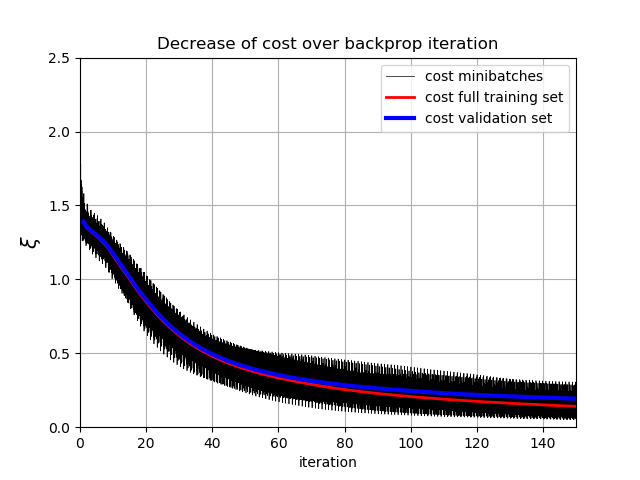 Decrease of cost over backprop iteration
cost minibatches
cost full training set
cost validation set
2.5
2.0
1.5
1.0
0.5
0.0
ξ
0 20 40 60 80 100 120 140
iteration